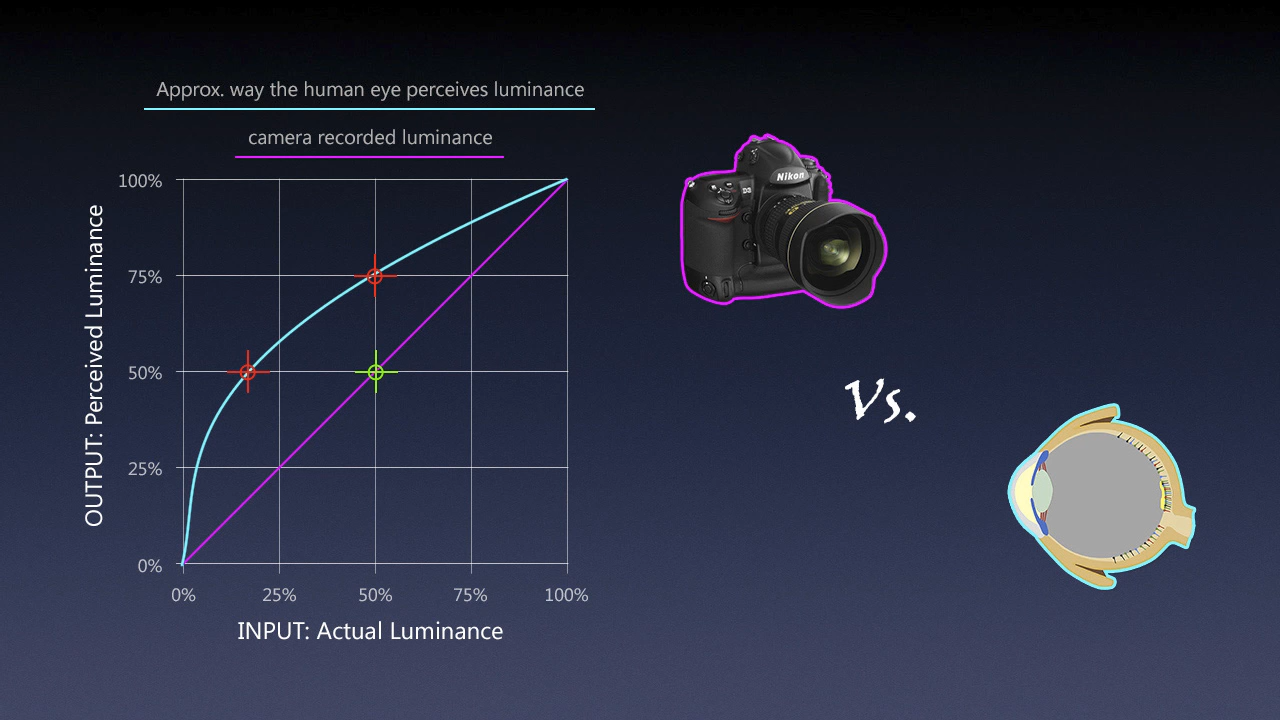 Approx. way the human eye perceives luminance
camera recorded luminance
100%
75%
50%
25%
0%
OUTPUT: Perceived Luminance
0%
25%
50%
75%
100%
INPUT: Actual Luminance
Nikon
D3
Vs.